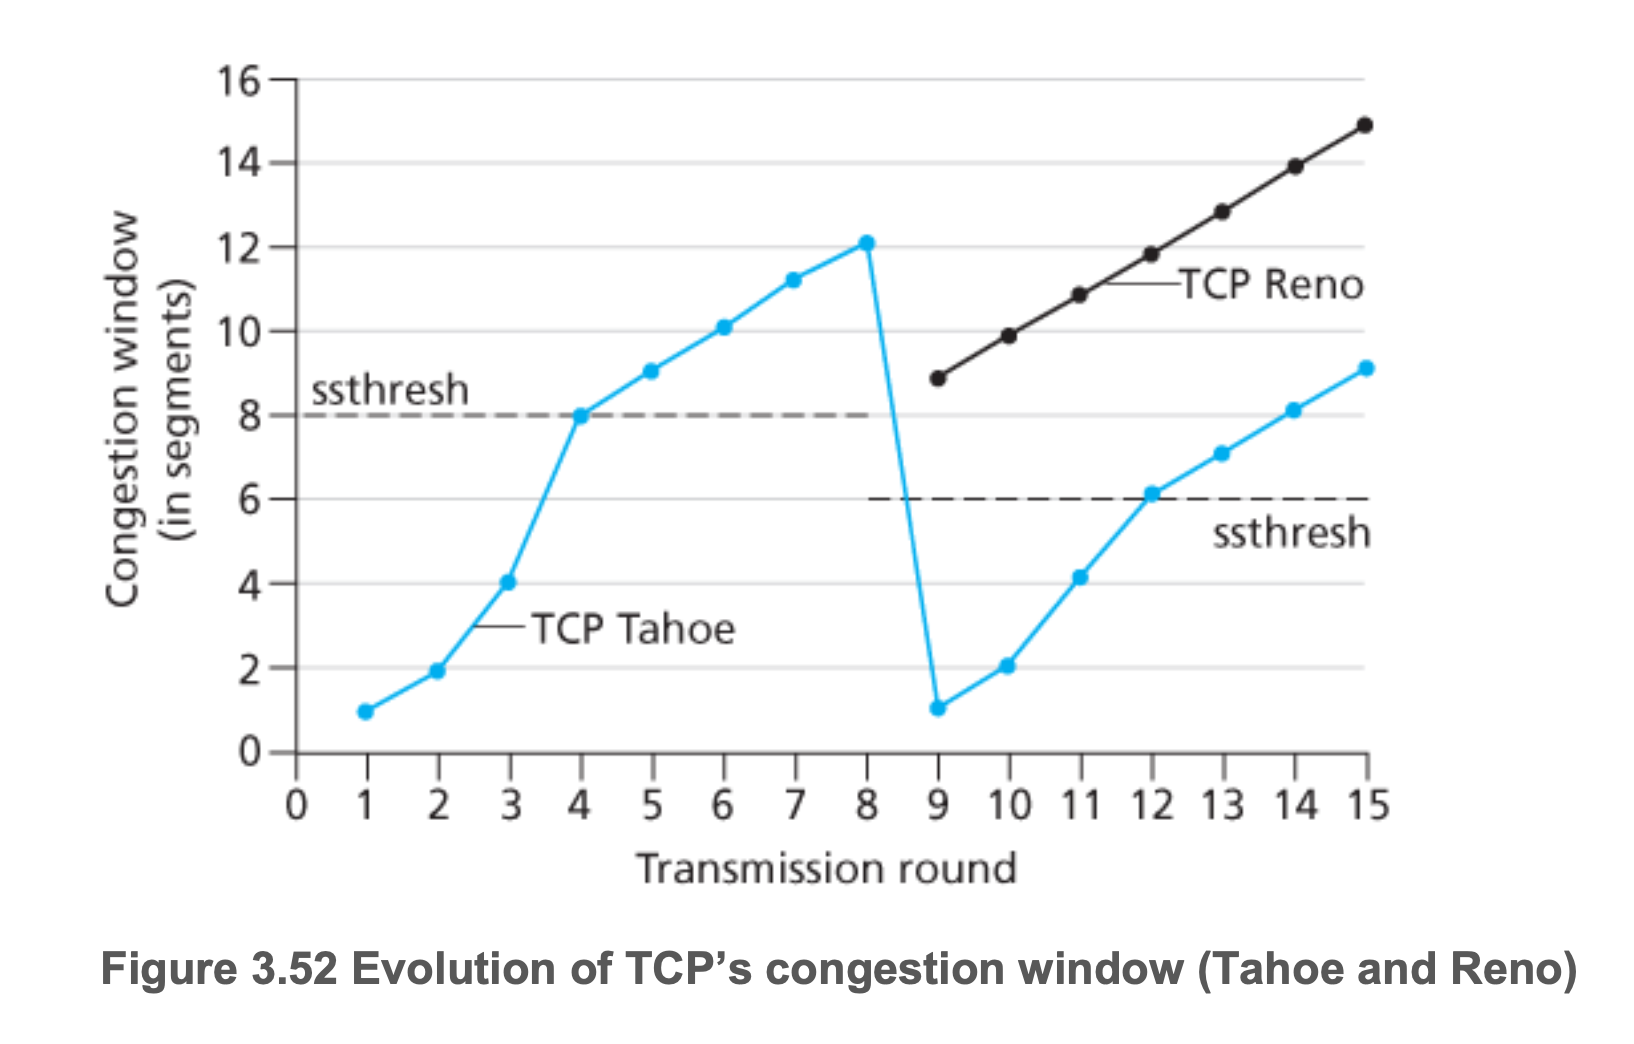 16
14
12
10
8
6
4
2
0
Congestion window
(in segments)
ssthresh
TCP Reno
ssthresh
TCP Tahoe
0 1 2 3 4 5 6 7 8 9 10 11 12 13 14 15
Transmission round
Figure 3.52 Evolution of TCP’s congestion window (Tahoe and Reno)